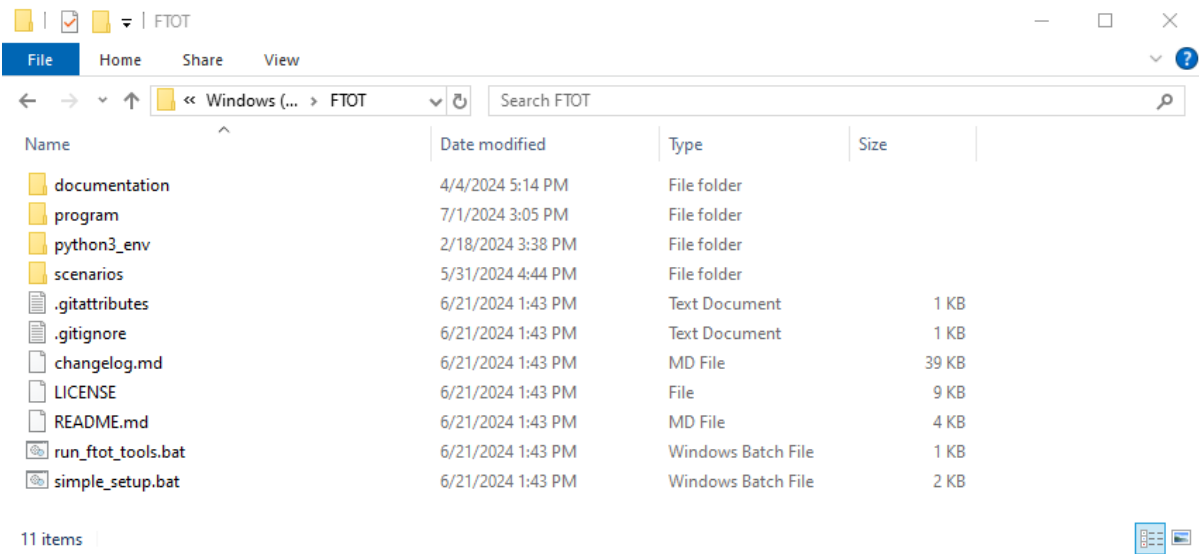 FTOT
File Home Share View
« Windows (... › FTOT Search FTOT
Name Date modified Type Size
documentation 4/4/2024 5:14 PM File folder
program 7/1/2024 3:05 PM File folder
python3_env 2/18/2024 3:38 PM File folder
scenarios 5/31/2024 4:44 PM File folder
.gitattributes 6/21/2024 1:43 PM Text Document 1 KB
.gitignore 6/21/2024 1:43 PM Text Document 1 KB
changelog.md 6/21/2024 1:43 PM MD File 39 KB
LICENSE 6/21/2024 1:43 PM File 9 KB
README.md 6/21/2024 1:43 PM MD File 4 KB
run_ftot_tools.bat 6/21/2024 1:43 PM Windows Batch File 1 KB
simple_setup.bat 6/21/2024 1:43 PM Windows Batch File 2 KB
11 items